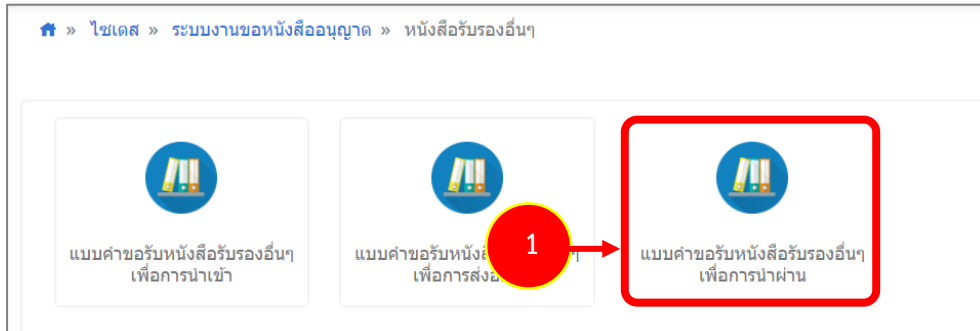 » ไซเตส » ระบบงานขอหนังสืออนุญาต » หนังสือรับรองอื่นๆ
แบบคำขอรับหนังสือรับรองอื่นๆ
เพื่อการนำเข้า
แบบคำขอรับหนังสื
เพื่อการส่ง
1
แบบคำขอรับหนังสือรับรองอื่นๆ
เพื่อการนำผ่าน